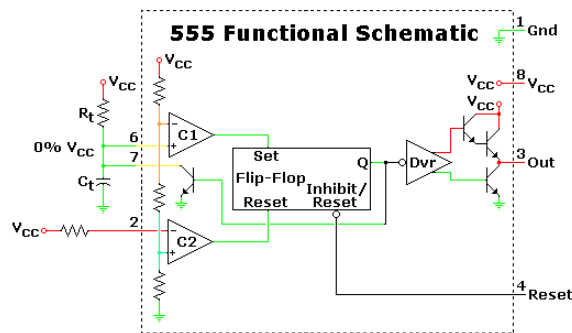 555 Functional Schematic
1 Gnd
VCC
VCC
VCC 8 VCC
VCC
Rt
C1
6
0% VCC
7
Set
Q
Dvr
3 Out
Flip-Flop
Ct
Inhibit/
Reset Reset
2
VCC
C2
4
Reset
- + - +